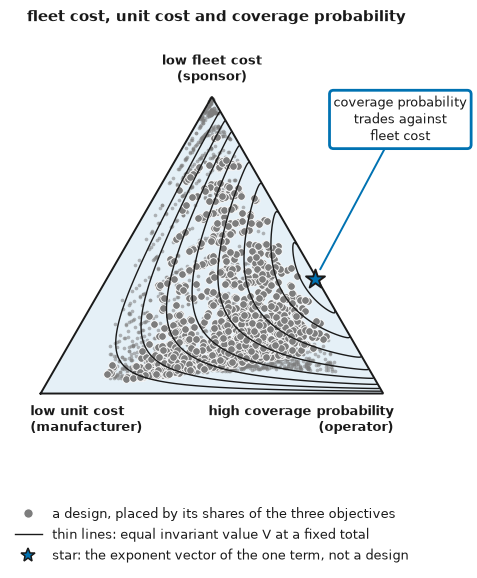 fleet cost, unit cost and coverage probability
low fleet cost
(sponsor)
coverage probability
trades against
fleet cost
low unit cost
(manufacturer)
high coverage probability
(operator)
a design, placed by its shares of the three objectives
thin lines: equal invariant value V at a fixed total
star: the exponent vector of the one term, not a design